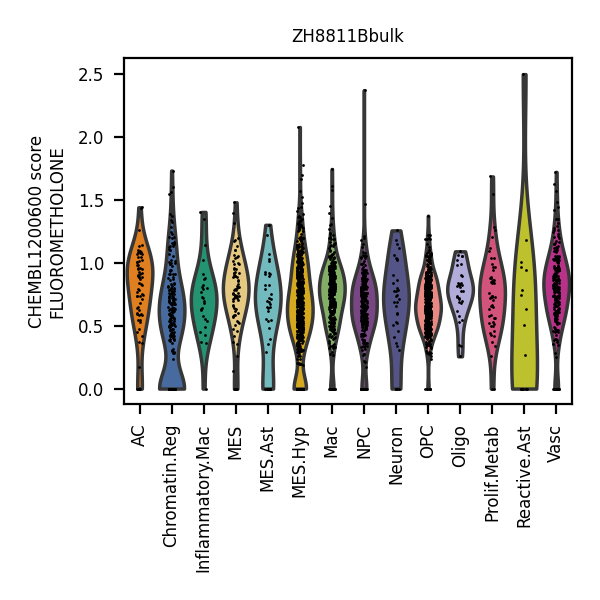 ZH8811Bbulk
CHEMBL1200600 score
FLUOROMETHOLONE
2.5
2.0
1.5
1.0
0.5
0.0
AC
Chromatin.Reg
Inflammatory.Mac
MES
MES.Ast
MES.Hyp
Mac
NPC
Neuron
OPC
Oligo
Prolif.Metab
Reactive.Ast
Vasc